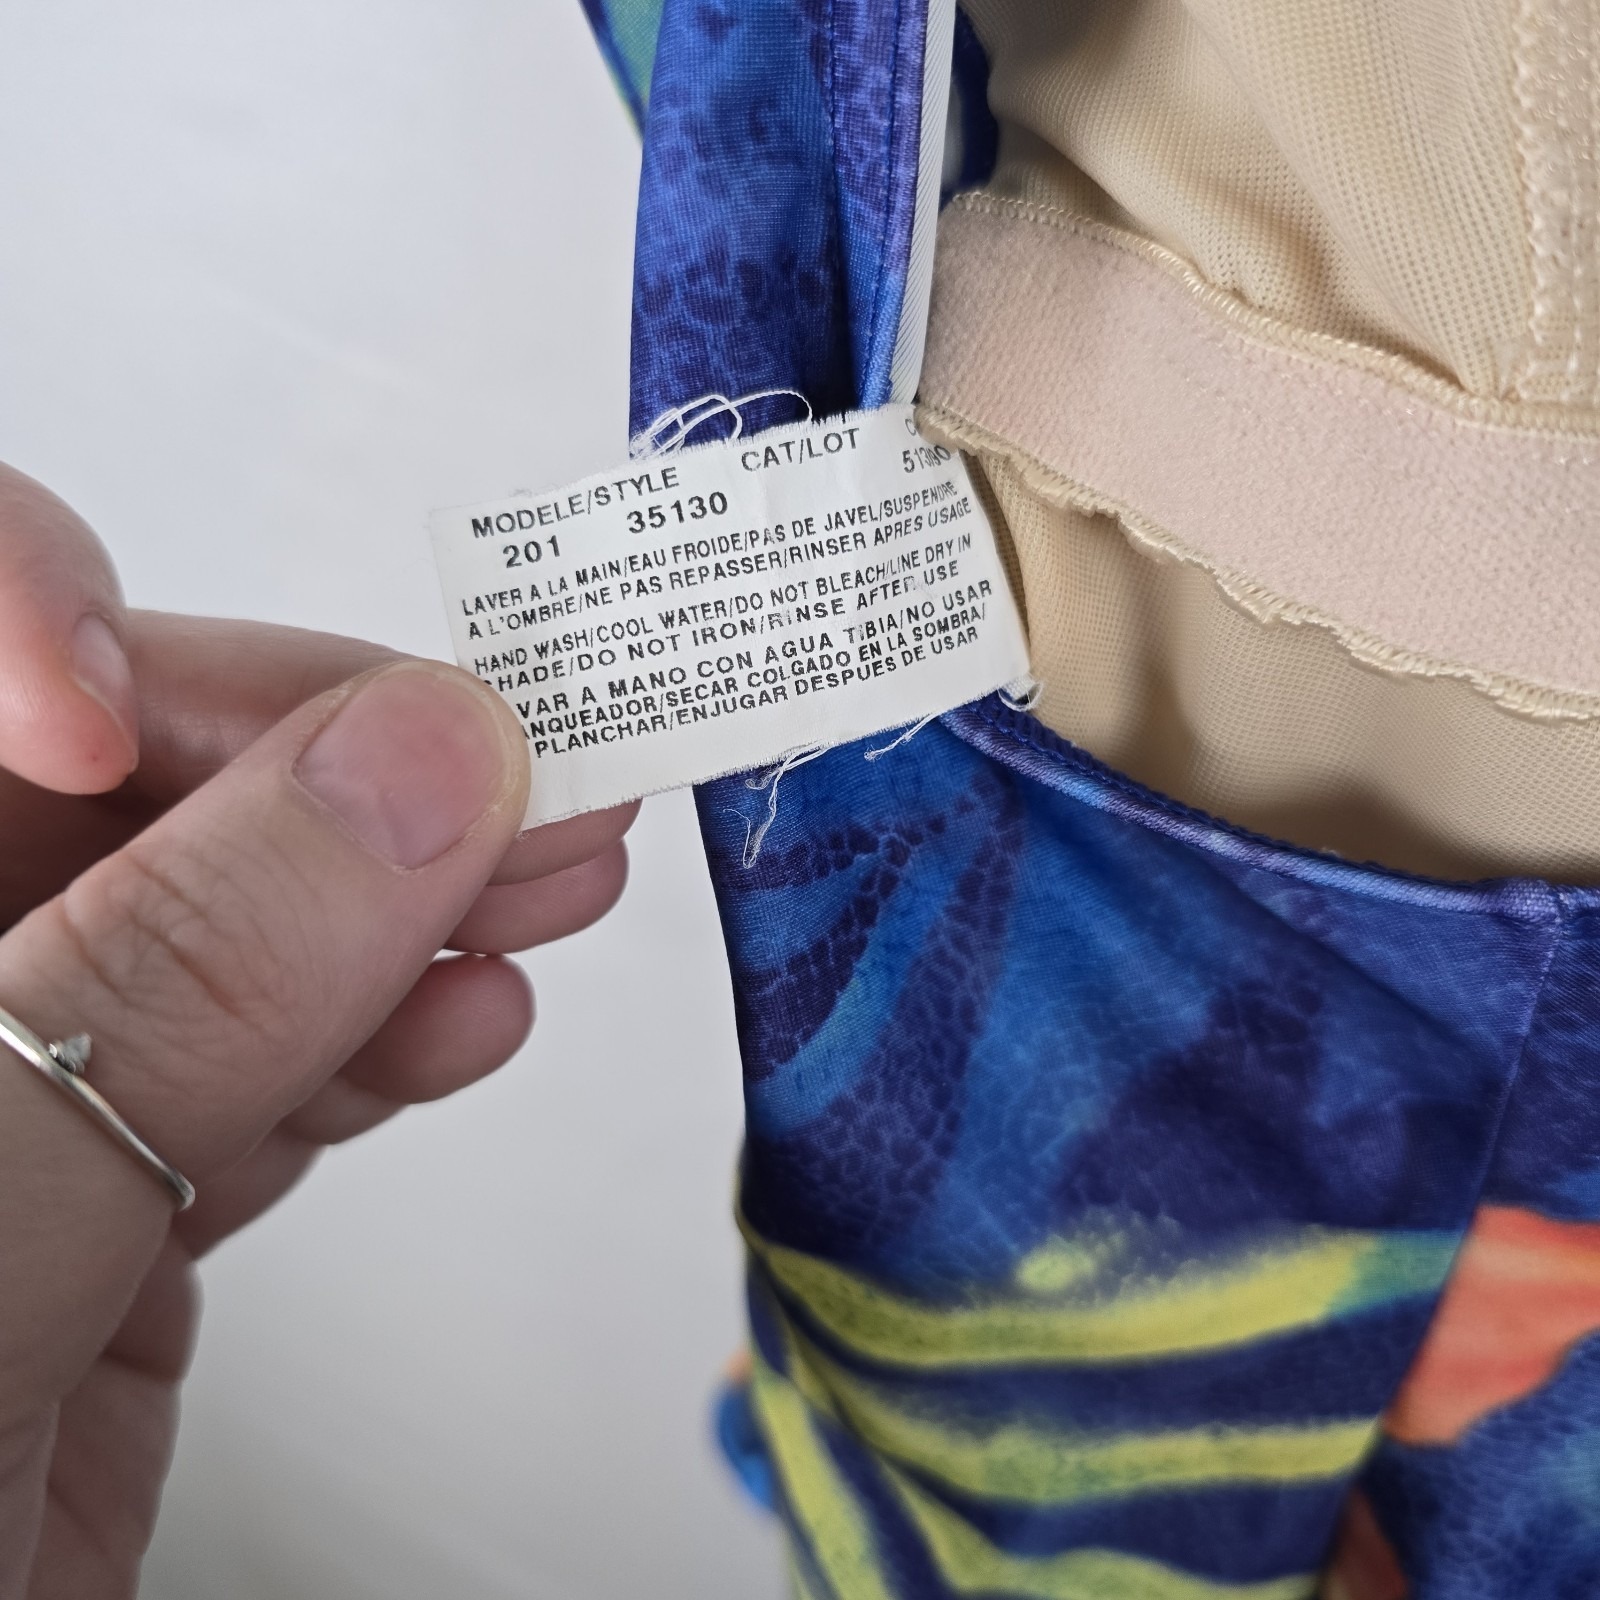 MODELE/STYLE CAT/LOT
201 35130
LAVER A LA MAIN/EAU FROIDE/PAS DE JAVEL/SUSPENDRE
A L'OMBRE/NE PAS REPASSER/RINSER APRES USAGE
HAND WASH/COOL WATER/DO NOT BLEACH/LINE DRY IN
HADE/DO NOT IRON/RINSE AFTER USE
VAR A MANO CON AGUA TIBIA/NO USAR
ANQUEADOR/SECAR COLGADO EN LA SOMBRA/
PLANCHAR/ENJUGAR DESPUES DE USAR